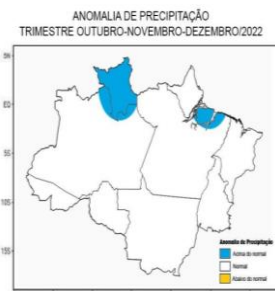 ANOMALIA DE PRECIPITAÇÃO
TRIMESTRE OUTUBRO-NOVEMBRO-DEZEMBRO/2022
5N
EQ
5S
10S
15S
Anomalia de Precipitação
Acima do normal
Normal
Abaixo do normal